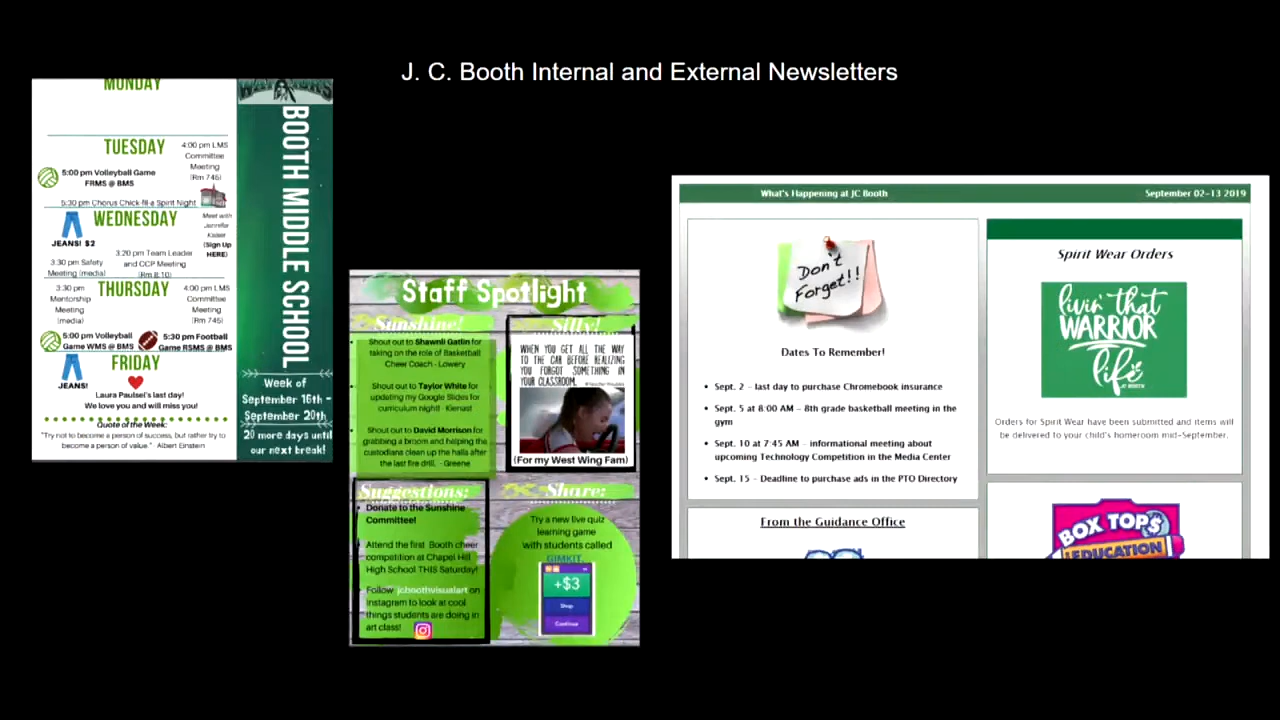 J. C. Booth Internal and External Newsletters
MONDAY
TUESDAY
4:00 pm LMS
Committee
Meeting
(Rm 745)
5:00 pm Volleyball Game
FRMS @ BMS
5:30 pm Chorus Chick-fil-a Spirit Night
WEDNESDAY
Meet with
Jennifer
(Sign Up
HERE)
JEANS! $2
3:30 pm Safety
Meeting (media)
3:20 pm Team Leader
and CCP Meeting
(Rm 8.10)
THURSDAY
3:30 pm
Mentorship
Meeting
(media)
4:00 pm LMS
Committee
Meeting
(Rm 745)
5:00 pm Volleyball
Game WMS @ BMS
5:30 pm Football
Game RSMS @ BMS
FRIDAY
JEANS!
Laura Paulsel's last day!
We love you and will miss you!
Quote of the Week:
"Try not to become a person of success, but rather try to
become a person of value." Albert Einstein
WARRIORS
BOOTH MIDDLE SCHOOL
Week of
September 16th -
September 20th
20 more days until
our next break!
Staff Spotlight
Sunshine!
Shout out to Shawnli Gatlin for
taking on the role of Basketball
Cheer Coach - Lowery
Shout out to Taylor White for
updating my Google Slides for
curriculum night! - Kienast
Shout out to David Morrison for
grabbing a broom and helping the
custodians clean up the halls after
the last fire drill. - Greene
Silly!
WHEN YOU GET ALL THE WAY
TO THE CAR BEFORE REALIZING
YOU FORGOT SOMETHING IN
YOUR CLASSROOM.
(For my West Wing Fam)
Suggestions:
Donate to the Sunshine
Committee!
Attend the first Booth cheer
competition at Chapel Hill
High School THIS Saturday!
Follow jcboothvisualart on
Instagram to look at cool
things students are doing in
art class!
Share:
Try a new live quiz
learning game
with students called
GIMKIT
+$3
Shop
Continue
What's Happening at JC Booth
September 02-13 2019
Don't
Forget!!
Dates To Remember!
• Sept. 2 – last day to purchase Chromebook insurance
• Sept. 5 at 8:00 AM – 8th grade basketball meeting in the
gym
• Sept. 10 at 7:45 AM – informational meeting about
upcoming Technology Competition in the Media Center
• Sept. 15 – Deadline to purchase ads in the PTO Directory
From the Guidance Office
Spirit Wear Orders
livin' that
WARRIOR
life
JC BOOTH
Orders for Spirit Wear have been submitted and items will
be delivered to your child's homeroom mid-September.
BOX TOPS
EDUCATION